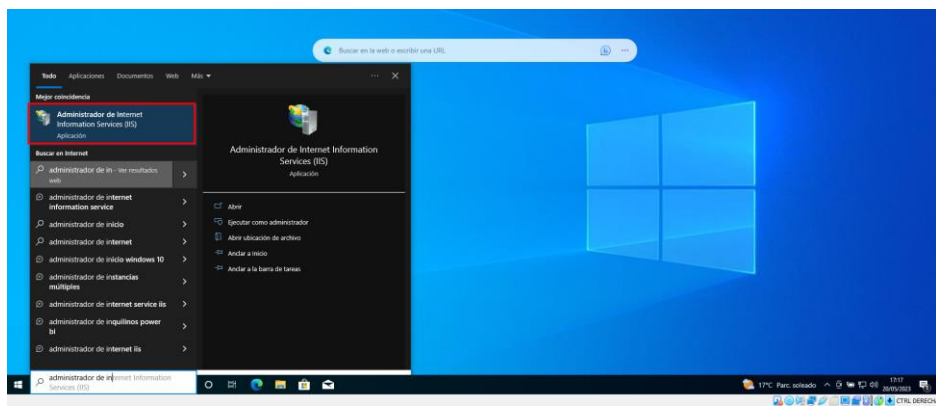 Buscar en la web o escribir una URL
Todo Aplicaciones Documentos Web Más
Mejor coincidencia
Administrador de Internet
Information Services (IIS)
Aplicación
Buscar en Internet
administrador de in - Ver resultados
web
administrador de internet
information service
administrador de inicio
administrador de internet
administrador de inicio windows 10
administrador de instancias
múltiples
administrador de internet service iis
administrador de inquilinos power
bi
administrador de internet iis
Administrador de Internet Information
Services (IIS)
Aplicación
Abrir
Ejecutar como administrador
Abrir ubicación de archivo
Anclar a Inicio
Anclar a la barra de tareas
administrador de internet Information
Services (IIS)
17°C Parc. soleado
17:17
20/05/2023
CTRL DERECHA